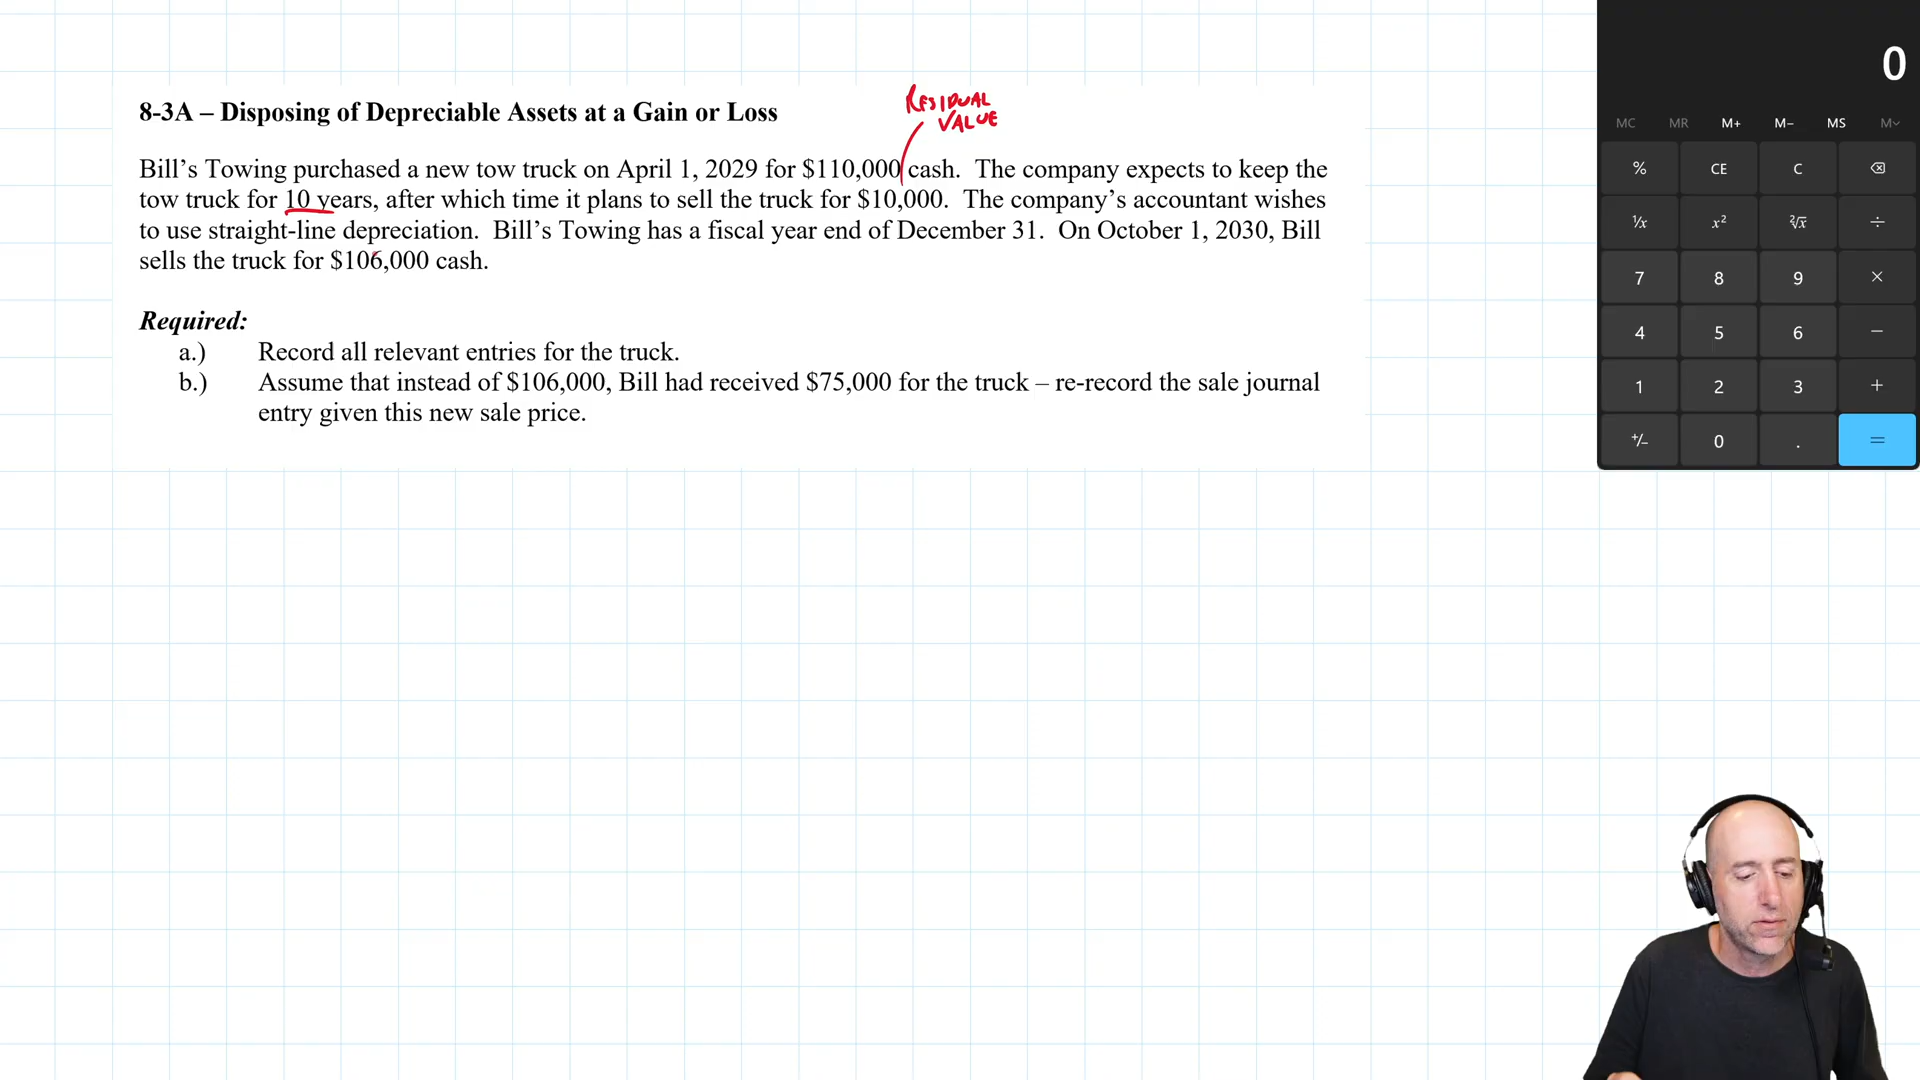 8-3A – Disposing of Depreciable Assets at a Gain or Loss
RESIDUAL
VALUE
Bill's Towing purchased a new tow truck on April 1, 2029 for $110,000 cash.  The company expects to keep the
tow truck for 10 years, after which time it plans to sell the truck for $10,000.  The company's accountant wishes
to use straight-line depreciation.  Bill's Towing has a fiscal year end of December 31.  On October 1, 2030, Bill
sells the truck for $106,000 cash.
Required:
a.) Record all relevant entries for the truck.
b.) Assume that instead of $106,000, Bill had received $75,000 for the truck – re-record the sale journal
entry given this new sale price.
0
MC MR M+ M− MS M˅
% CE C ⌫
¹/x x² ²√x ÷
7 8 9 ×
4 5 6 −
1 2 3 +
+/− 0 . =